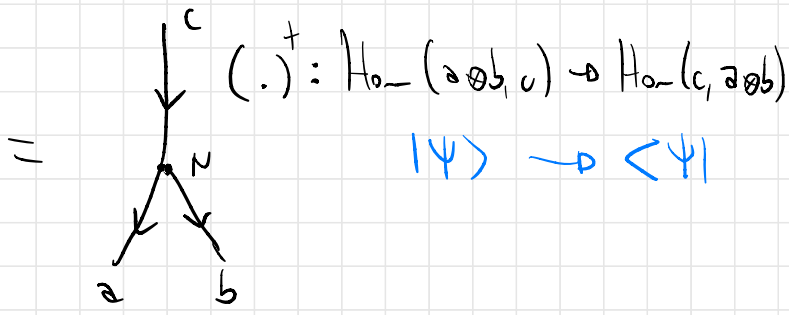 c
(.)† : Hom(a⊗b, c) → Hom(c, a⊗b)
= N |Ψ> → <Ψ|
a b